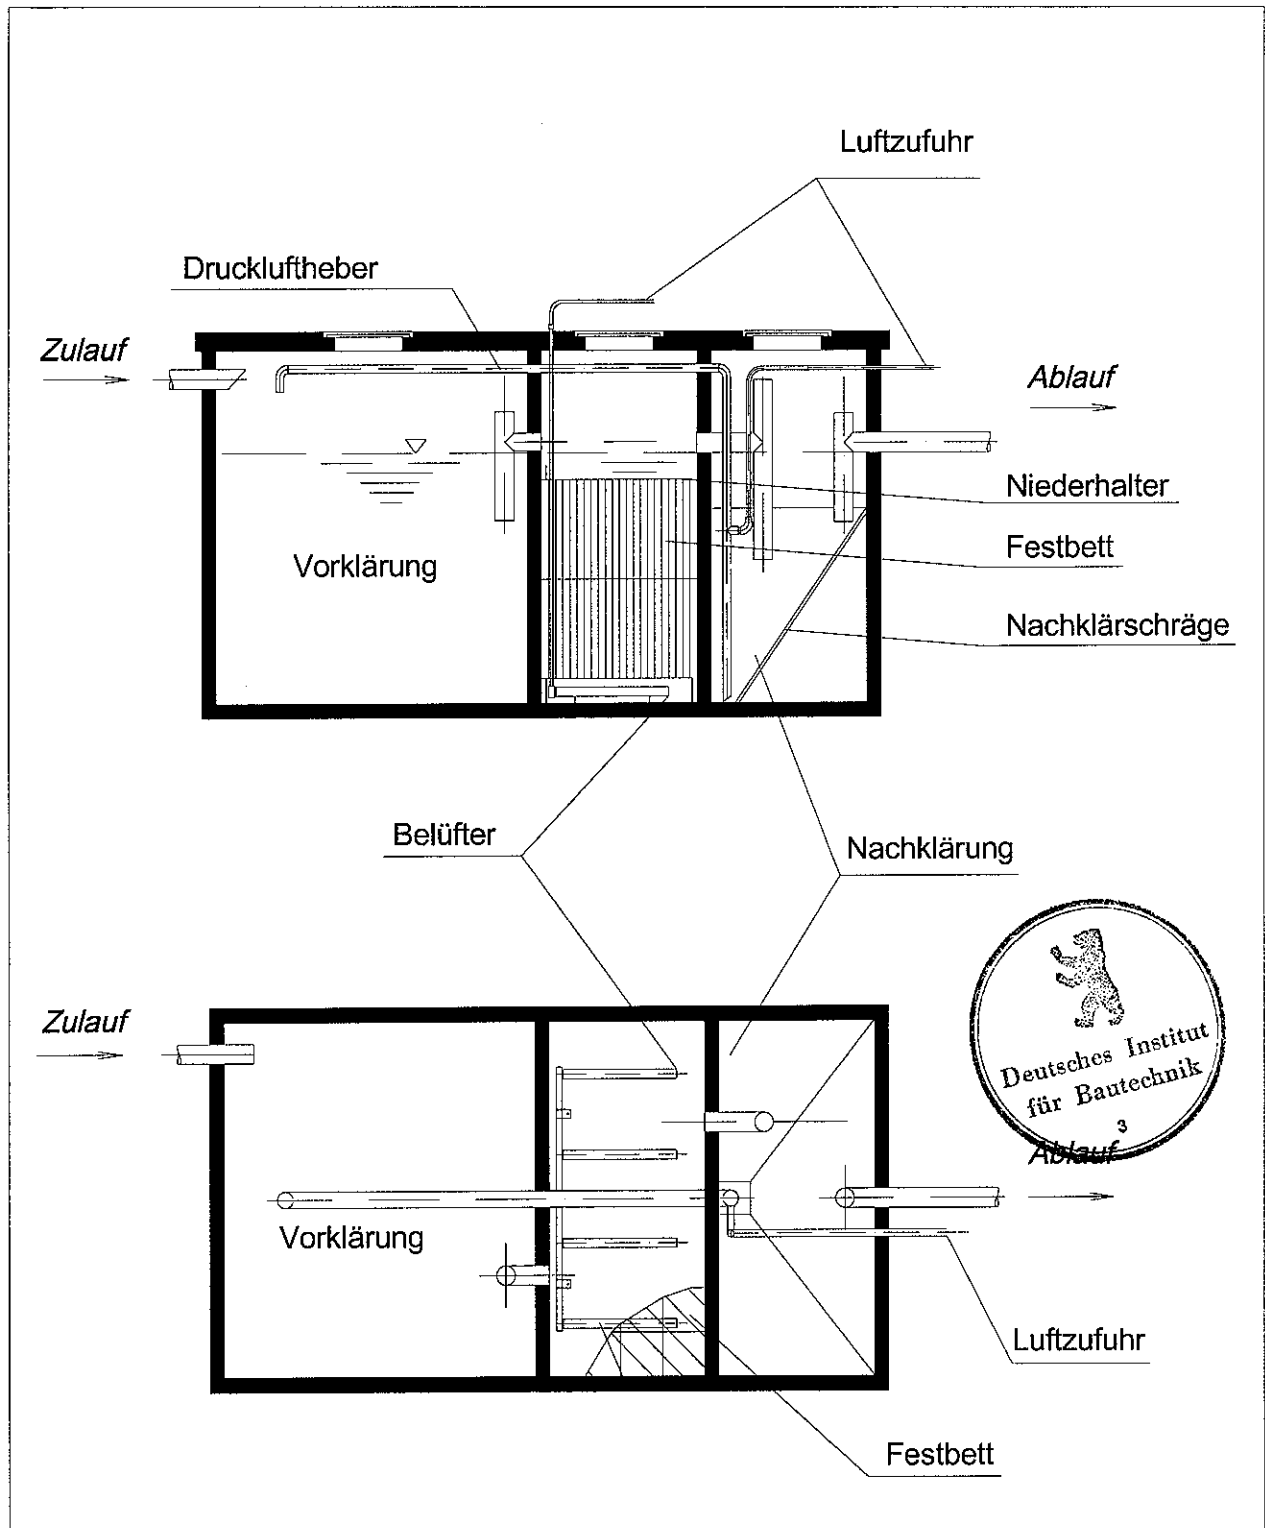 Luftzufuhr
Druckluftheber
Zulauf
Ablauf
Niederhalter
Festbett
Vorklärung
Nachklärschräge
Belüfter
Nachklärung
Zulauf
Deutsches Institut
für Bautechnik
3
Ablauf
Vorklärung
Luftzufuhr
Festbett